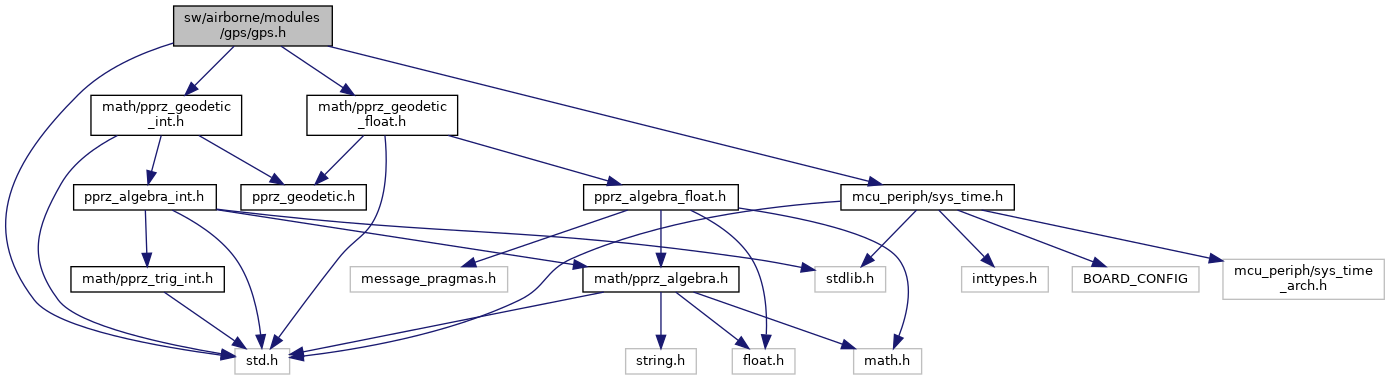 sw/airborne/modules
/gps/gps.h
math/pprz_geodetic
_int.h
math/pprz_geodetic
_float.h
pprz_algebra_int.h
pprz_geodetic.h
pprz_algebra_float.h
mcu_periph/sys_time.h
math/pprz_trig_int.h
message_pragmas.h
math/pprz_algebra.h
stdlib.h
inttypes.h
BOARD_CONFIG
mcu_periph/sys_time
_arch.h
std.h
string.h
float.h
math.h